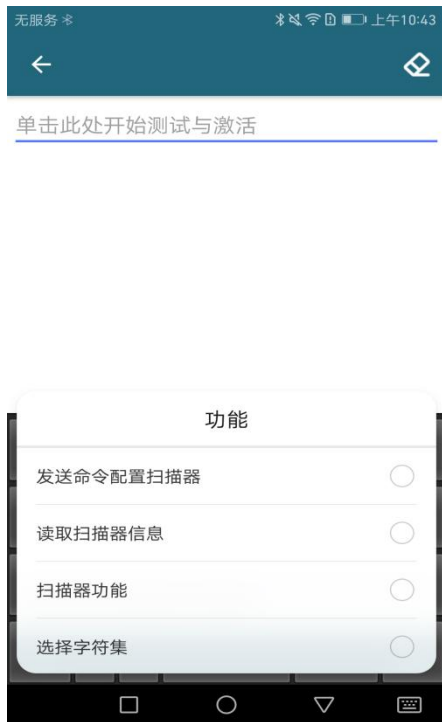 无服务
上午10:43
单击此处开始测试与激活
功能
发送命令配置扫描器
读取扫描器信息
扫描器功能
选择字符集